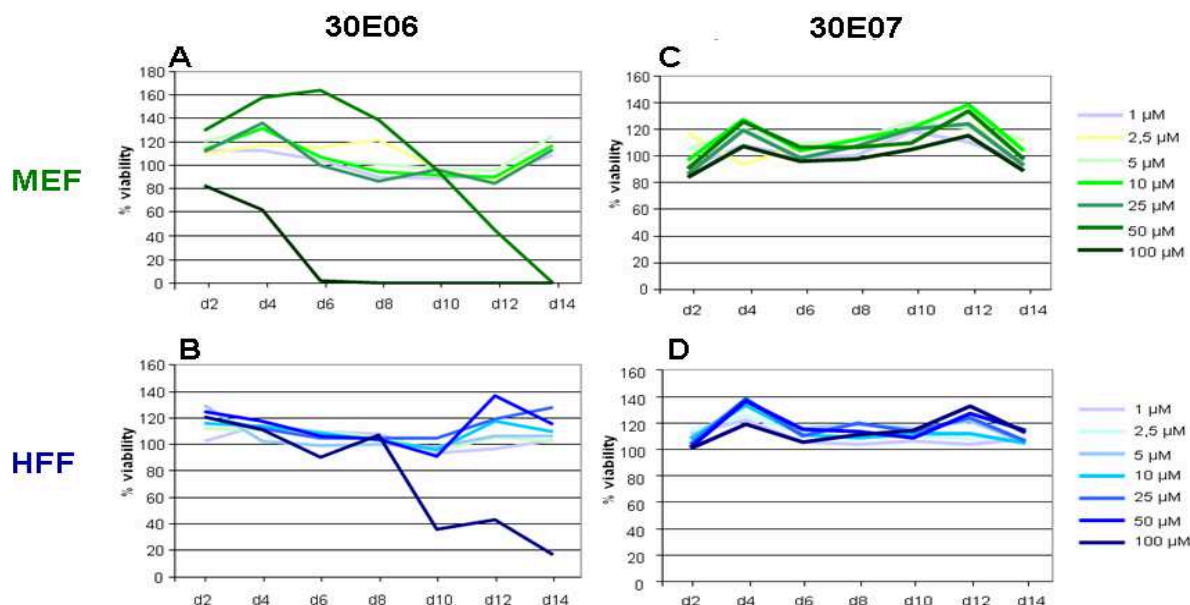 30E06
30E07
A
C
MEF
% viability
180
160
140
120
100
80
60
40
20
0
d2 d4 d6 d8 d10 d12 d14
% viability
160
140
120
100
80
60
40
20
0
d2 d4 d6 d8 d10 d12 d14
1 µM
2,5 µM
5 µM
10 µM
25 µM
50 µM
100 µM
B
D
HFF
% viability
160
140
120
100
80
60
40
20
0
d2 d4 d6 d8 d10 d12 d14
% viability
160
140
120
100
80
60
40
20
0
d2 d4 d6 d8 d10 d12 d14
1 µM
2,5 µM
5 µM
10 µM
25 µM
50 µM
100 µM